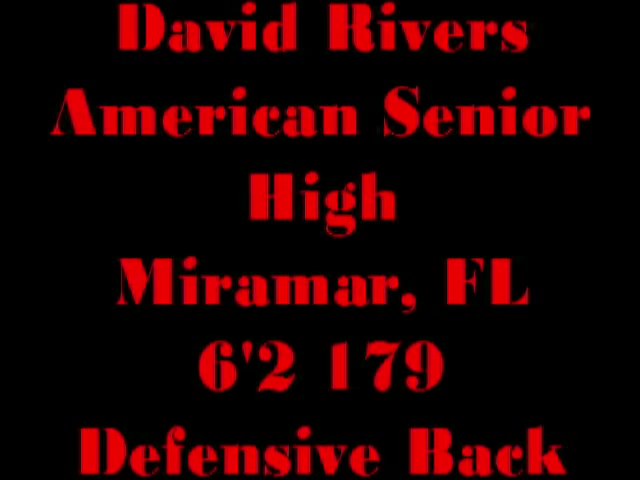 David Rivers
American Senior
High
Miramar, FL
6'2 179
Defensive Back